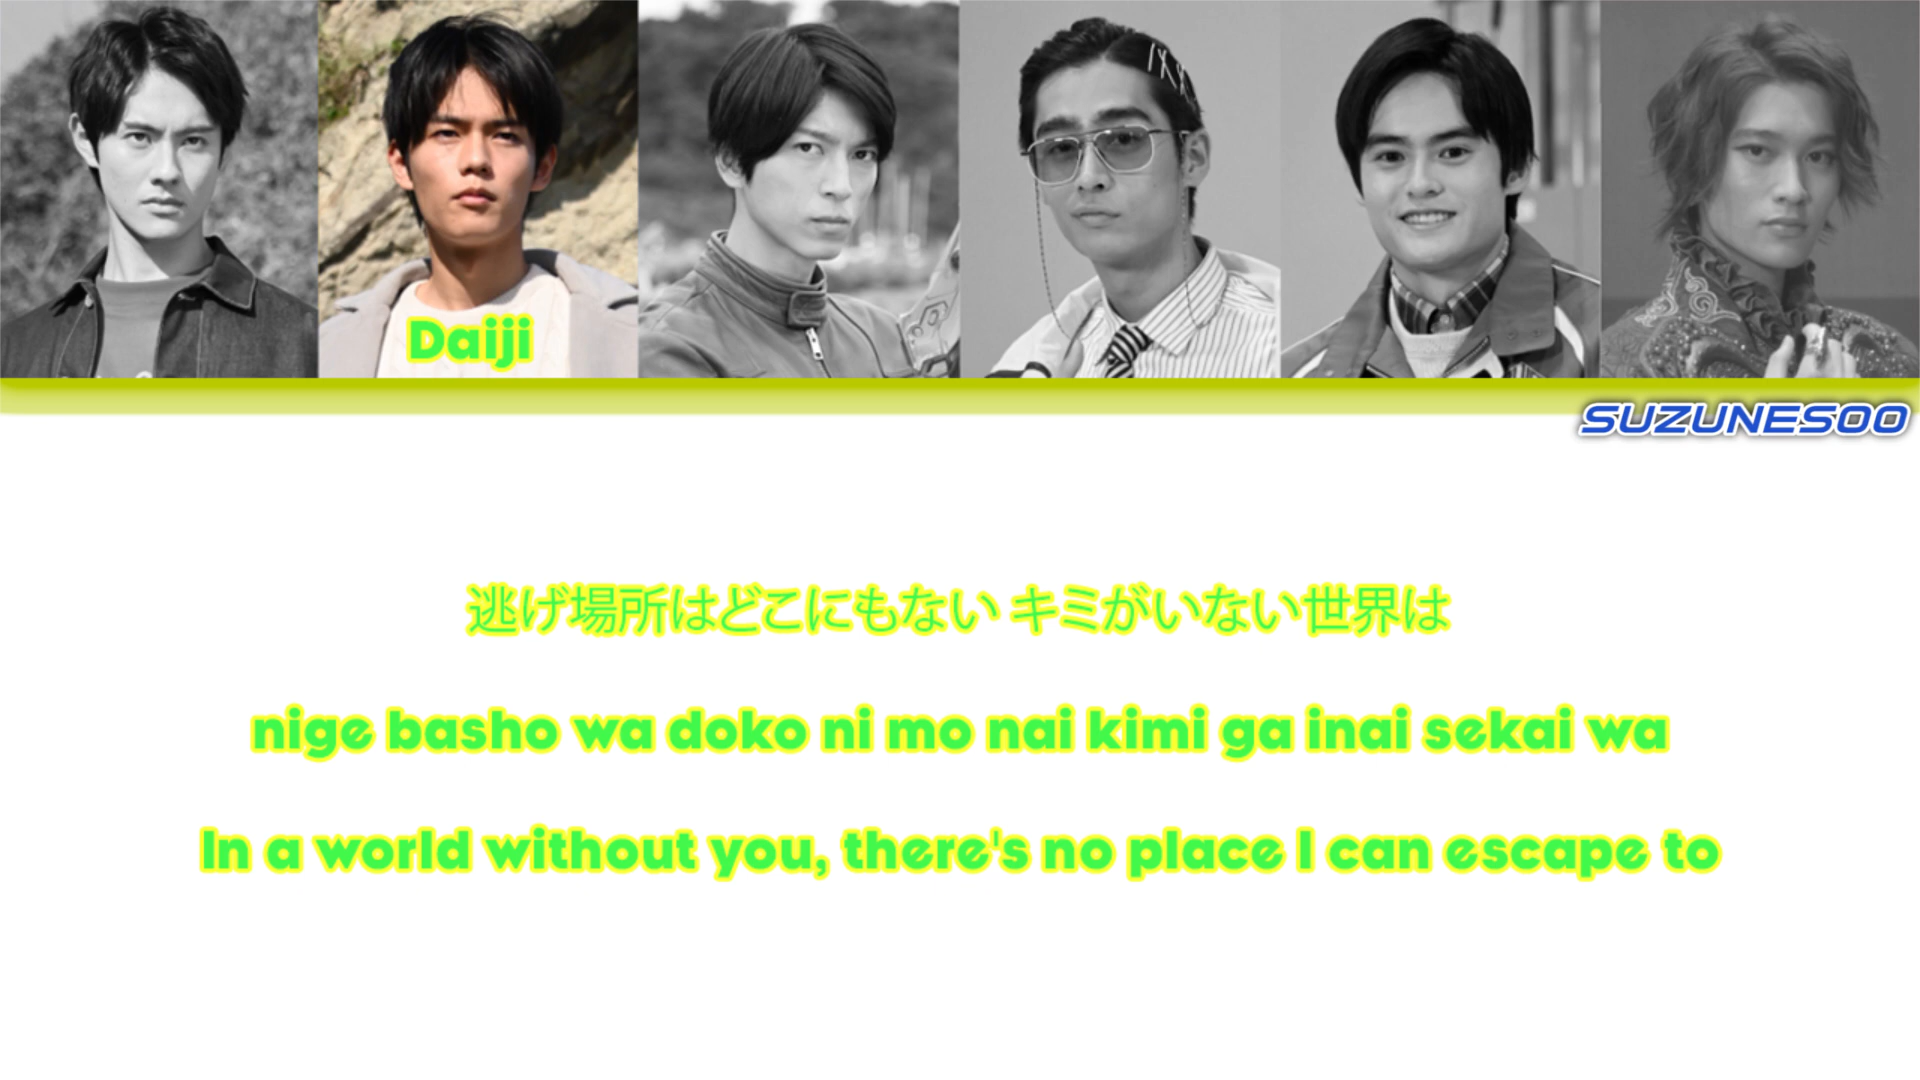 Daiji
SUZUNESOO
逃げ場所はどこにもない キミがいない世界は
nige basho wa doko ni mo nai kimi ga inai sekai wa
In a world without you, there's no place I can escape to